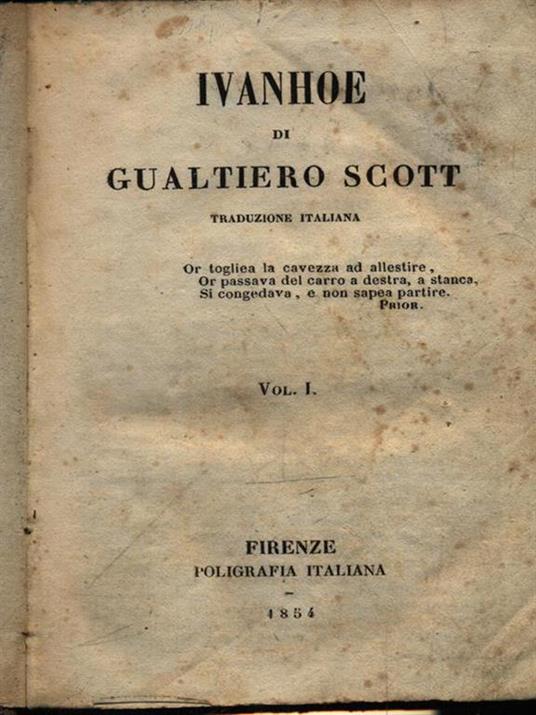 IVANHOE
DI
GUALTIERO SCOTT
TRADUZIONE ITALIANA
Or togliea la cavezza ad allestire,
Or passava del carro a destra, a stanca,
Si congedava, e non sapea partire.
PRIOR.
VOL. I.
FIRENZE
POLIGRAFIA ITALIANA
–
1854